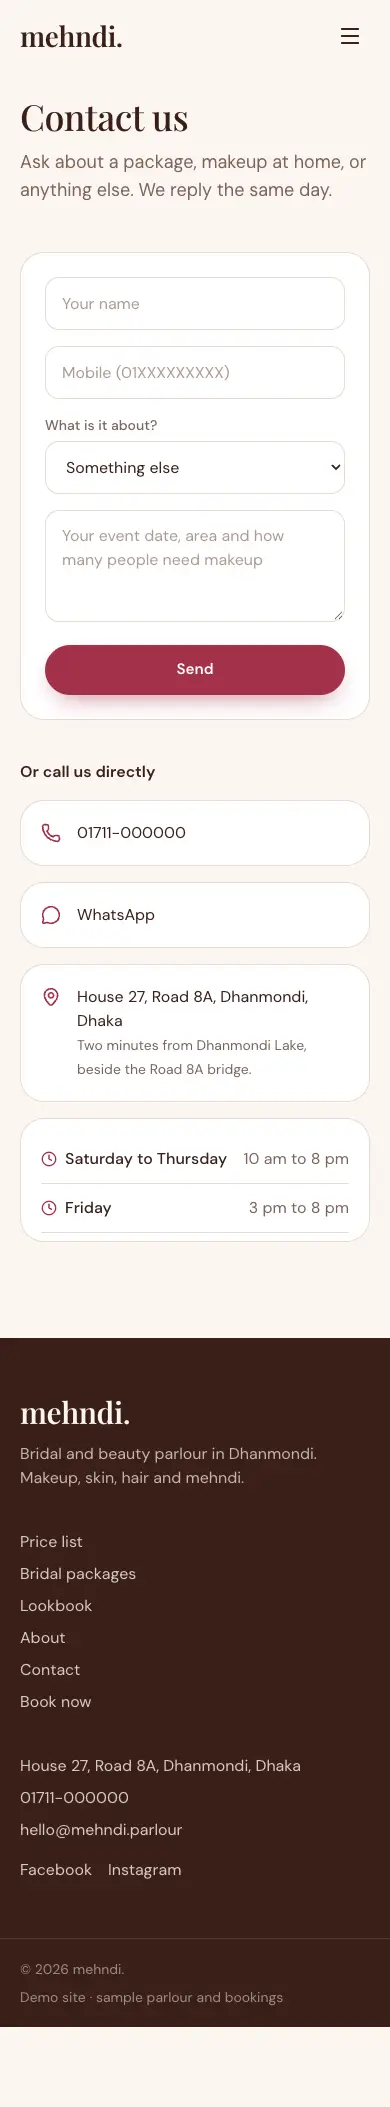 mehndi.
Contact us
Ask about a package, makeup at home, or
anything else. We reply the same day.
Your name
Mobile (01XXXXXXXXX)
What is it about?
Something else
Your event date, area and how
many people need makeup
Send
Or call us directly
01711-000000
WhatsApp
House 27, Road 8A, Dhanmondi,
Dhaka
Two minutes from Dhanmondi Lake,
beside the Road 8A bridge.
Saturday to Thursday 10 am to 8 pm
Friday 3 pm to 8 pm
mehndi.
Bridal and beauty parlour in Dhanmondi.
Makeup, skin, hair and mehndi.
Price list
Bridal packages
Lookbook
About
Contact
Book now
House 27, Road 8A, Dhanmondi, Dhaka
01711-000000
hello@mehndi.parlour
Facebook Instagram
© 2026 mehndi.
Demo site · sample parlour and bookings